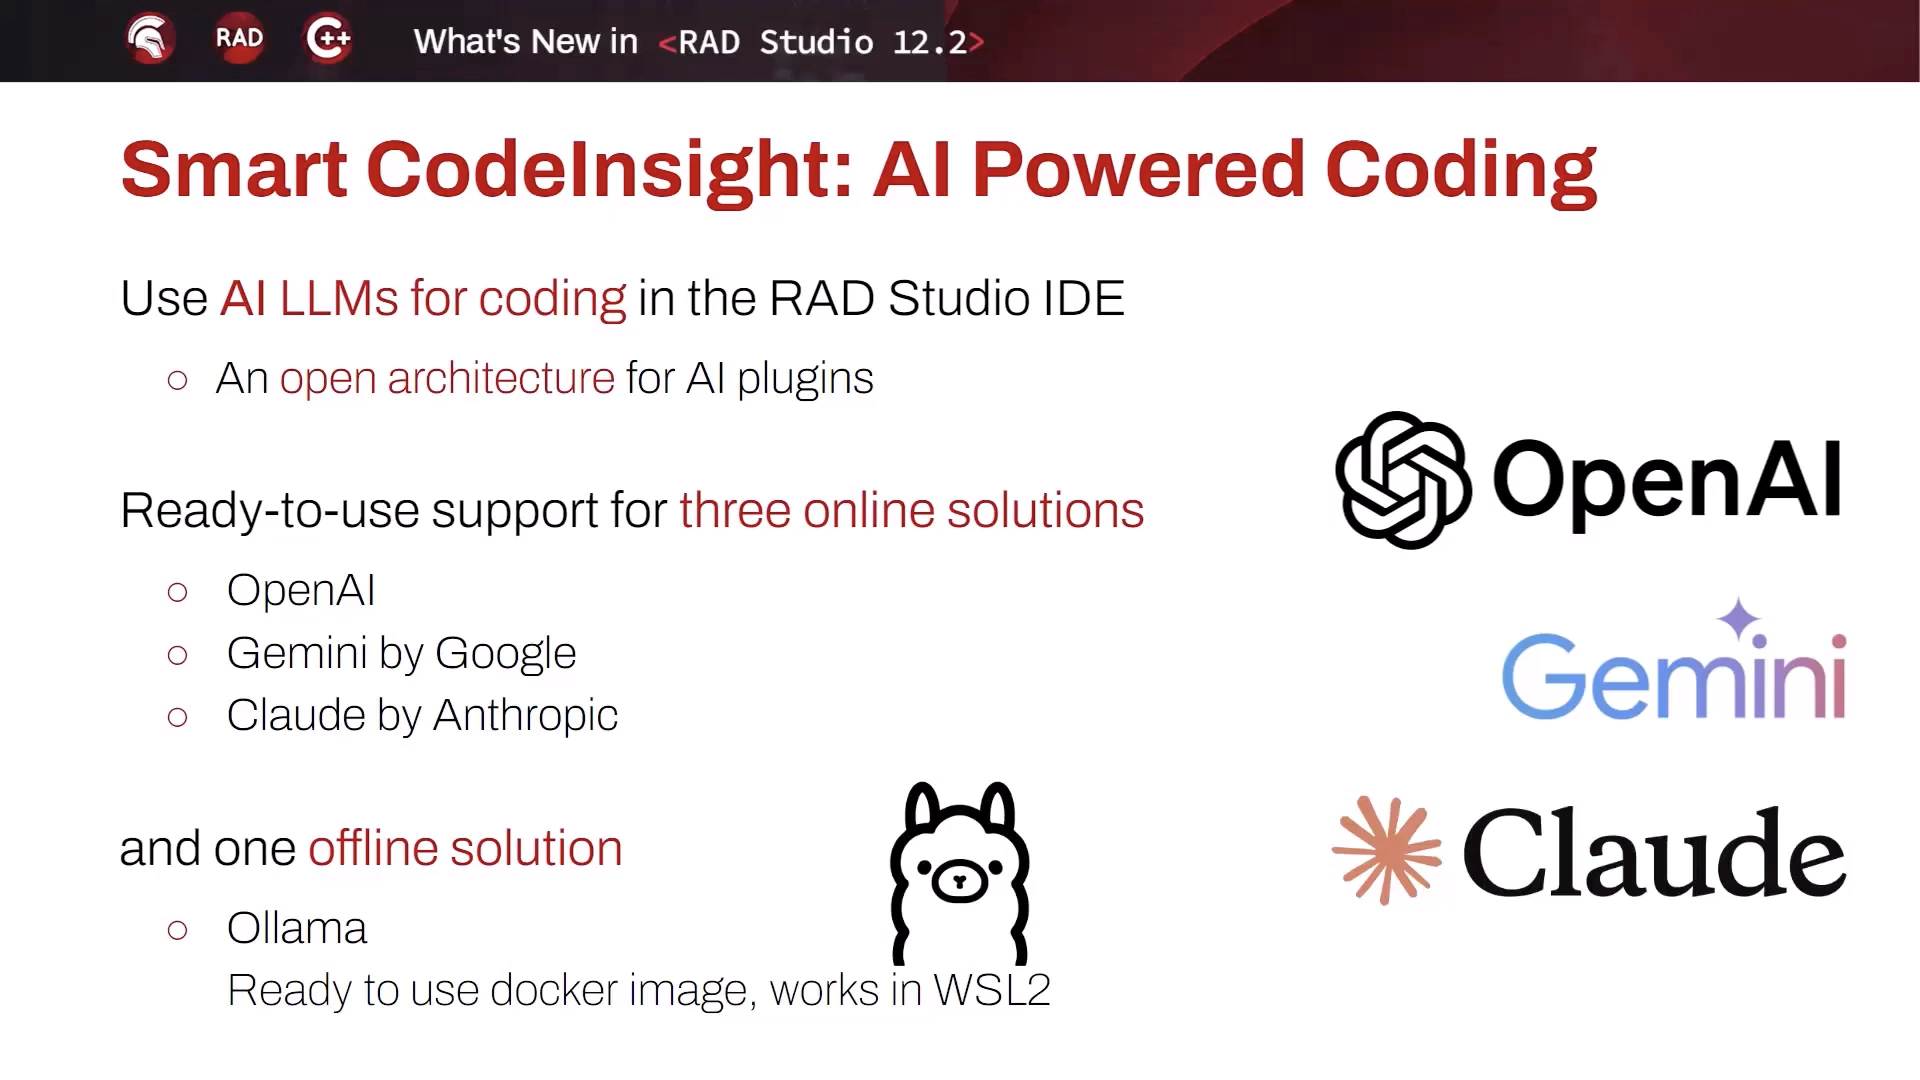 RAD
C++
What's New in <RAD Studio 12.2>
Smart CodeInsight: AI Powered Coding
Use AI LLMs for coding in the RAD Studio IDE
○ An open architecture for AI plugins
Ready-to-use support for three online solutions
○ OpenAI
○ Gemini by Google
○ Claude by Anthropic
and one offline solution
○ Ollama
Ready to use docker image, works in WSL2
OpenAI
Gemini
Claude